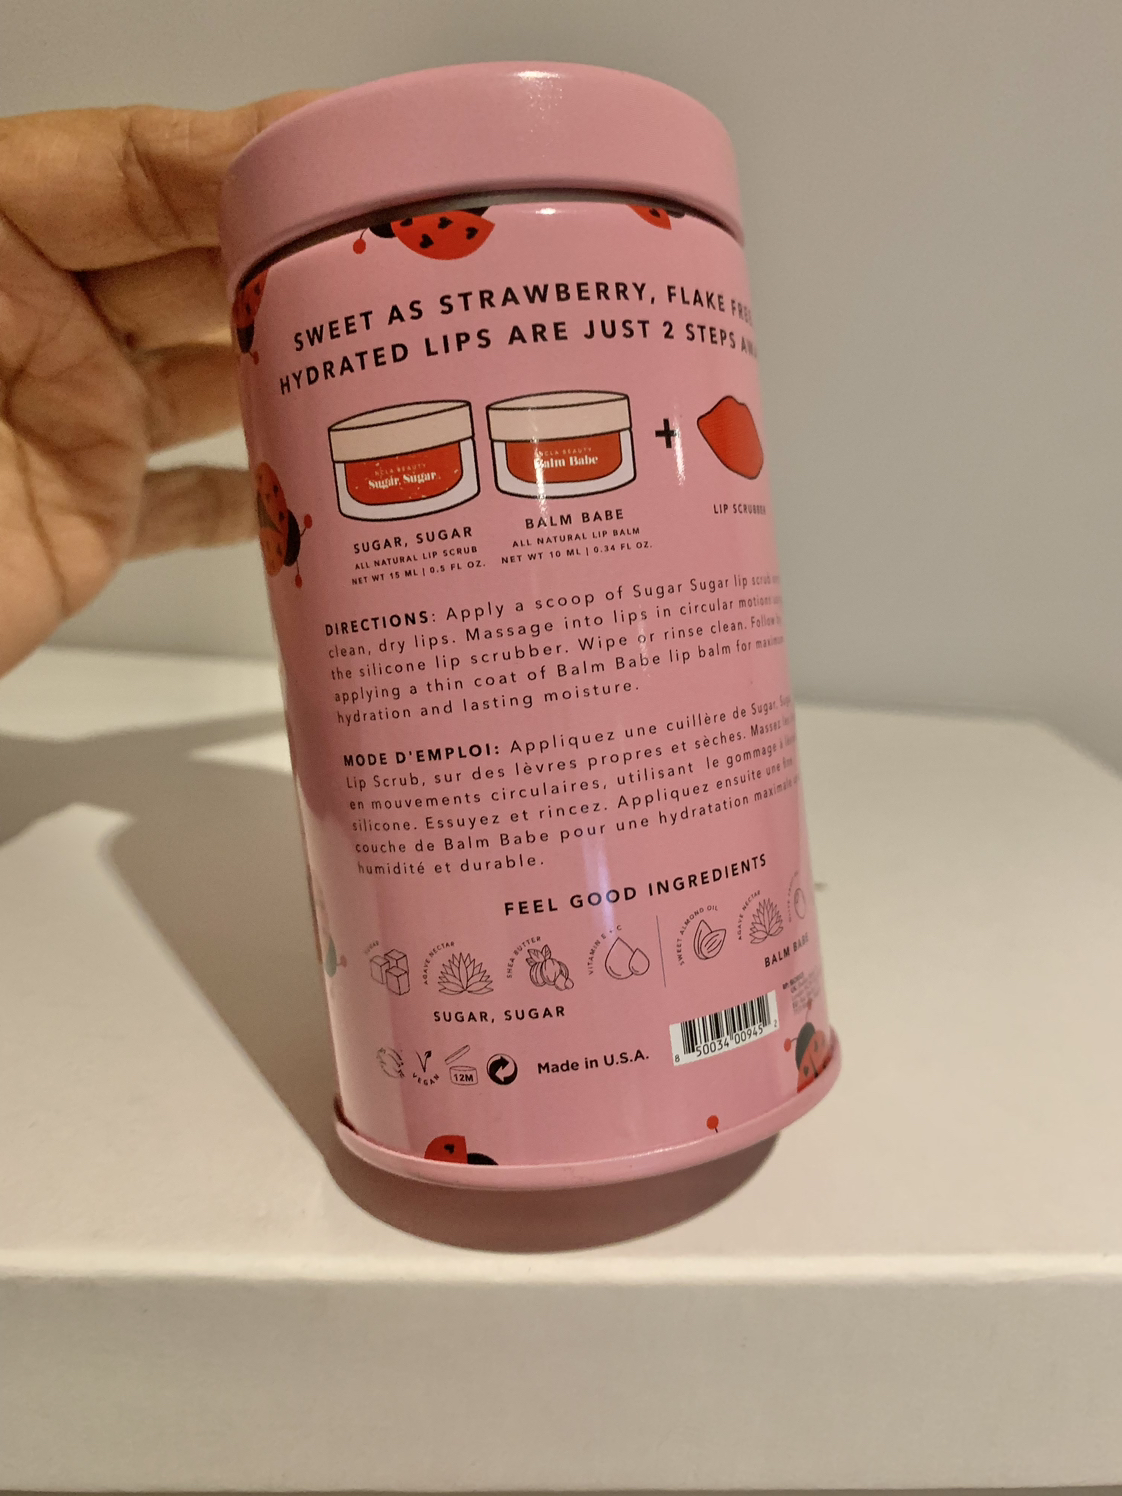 SWEET AS STRAWBERRY, FLAKE FREE
HYDRATED LIPS ARE JUST 2 STEPS
NCLA BEAUTY
Sugar, Sugar
NCLA BEAUTY
Balm Babe
+
SUGAR, SUGAR
ALL NATURAL LIP SCRUB
NET WT 15 ML | 0.5 FL OZ.
BALM BABE
ALL NATURAL LIP BALM
NET WT 10 ML | 0.34 FL OZ.
LIP SCRUBBER
DIRECTIONS: Apply a scoop of Sugar Sugar lip scrub
clean, dry lips. Massage into lips in circular motions
the silicone lip scrubber. Wipe or rinse clean. Follow
applying a thin coat of Balm Babe lip balm for maximum
hydration and lasting moisture.
MODE D'EMPLOI: Appliquez une cuillère de Sugar,
Lip Scrub, sur des lèvres propres et sèches. Massez
en mouvements circulaires, utilisant le gommage à
silicone. Essuyez et rincez. Appliquez ensuite une
couche de Balm Babe pour une hydratation maximale
humidité et durable.
FEEL GOOD INGREDIENTS
SUGAR
AGAVE NECTAR
SHEA BUTTER
VITAMIN E + C
SWEET ALMOND OIL
AGAVE NECTAR
SUGAR, SUGAR
BALM BABE
VEGAN
12M
Made in U.S.A.
8 50034 00945 2